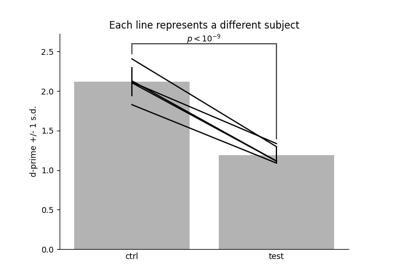 Each line represents a different subject
p < 10⁻⁹
2.5
2.0
1.5
1.0
0.5
0.0
d-prime +/- 1 s.d.
ctrl
test